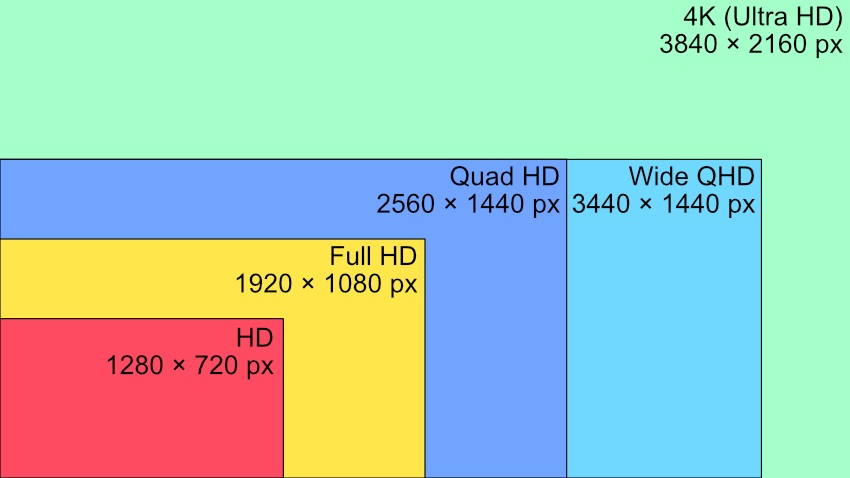 4K (Ultra HD)
3840 × 2160 px
Quad HD
2560 × 1440 px
Wide QHD
3440 × 1440 px
Full HD
1920 × 1080 px
HD
1280 × 720 px